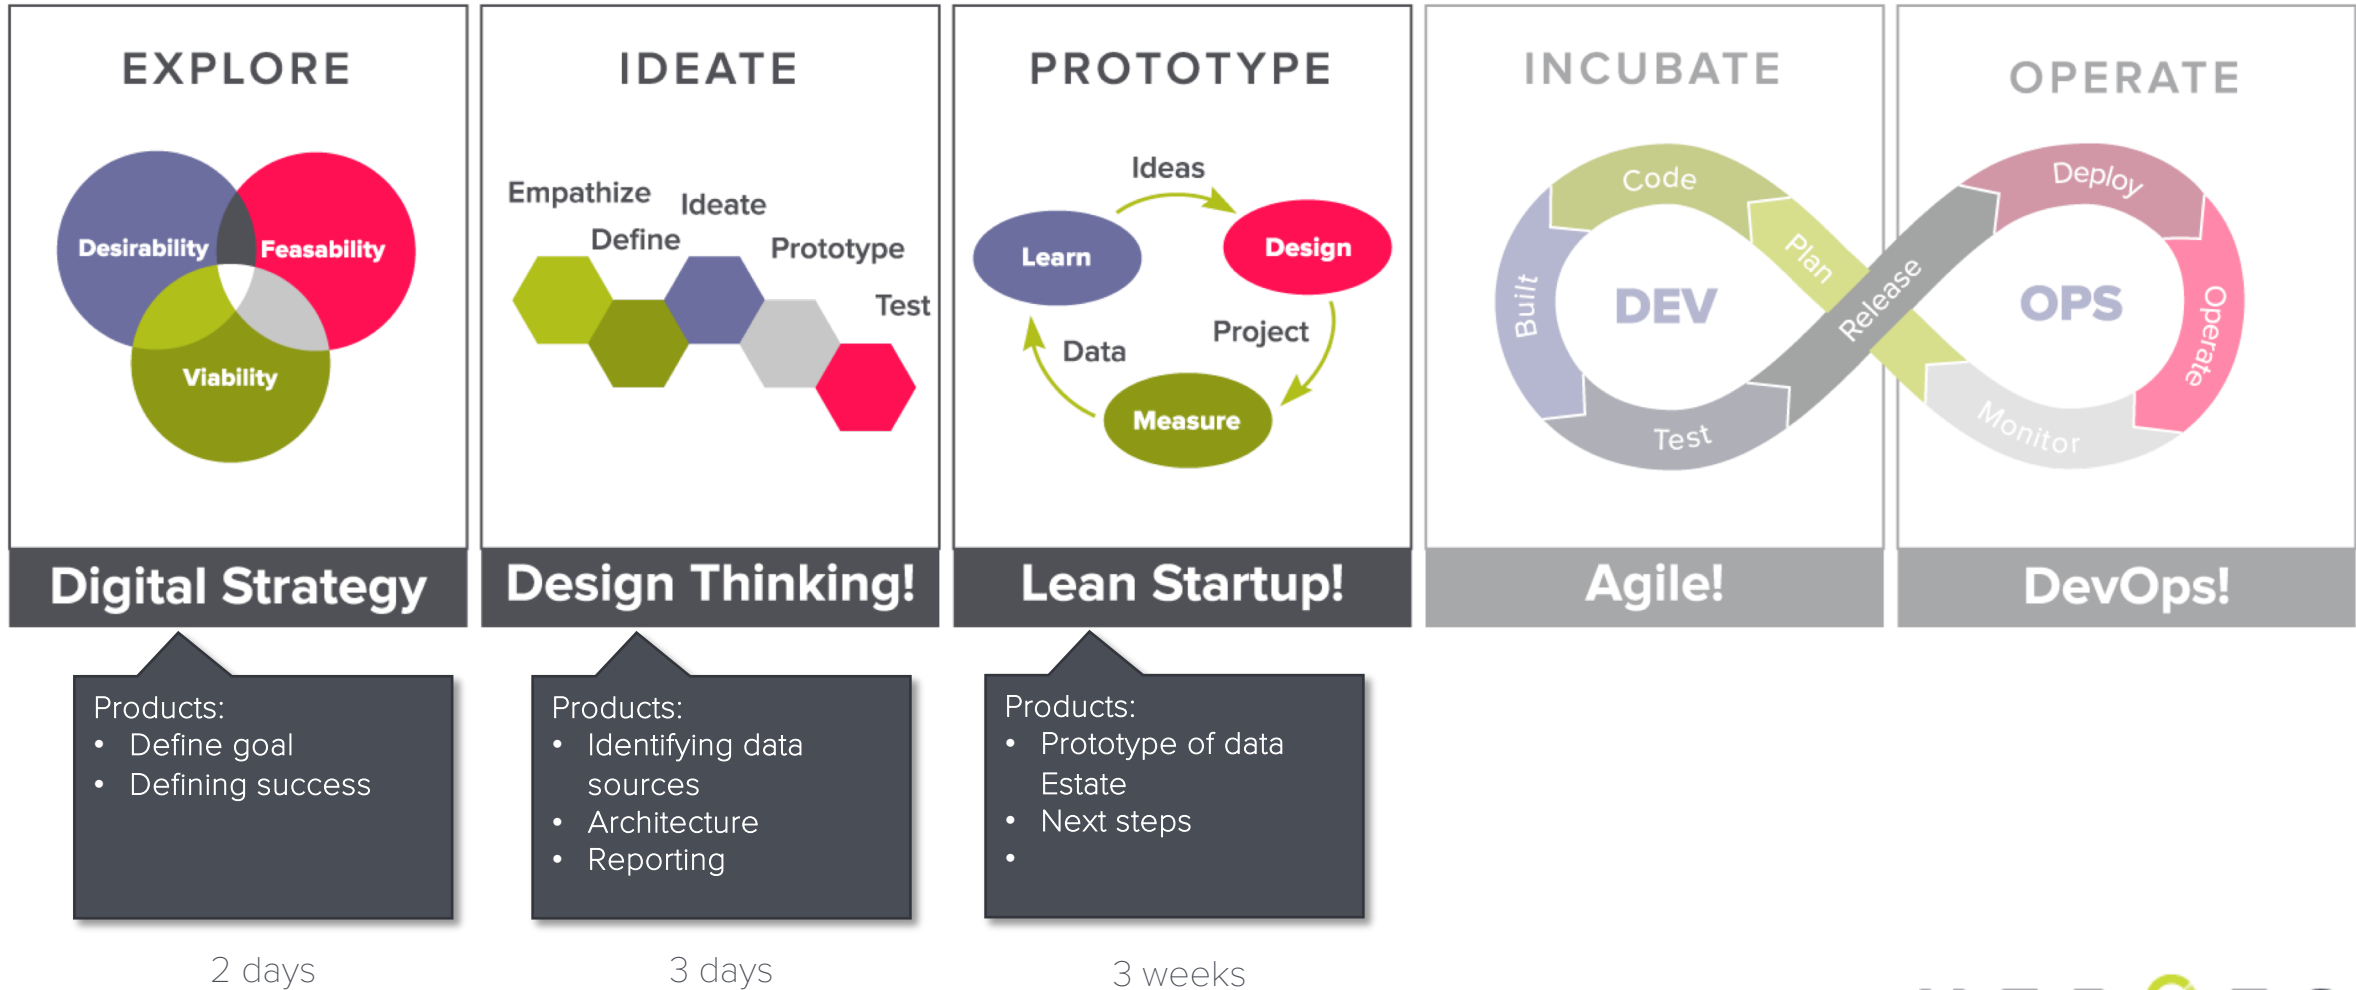 EXPLORE
Desirability
Feasability
Viability
Digital Strategy
IDEATE
Empathize
Define
Ideate
Prototype
Test
Design Thinking!
PROTOTYPE
Ideas
Learn
Design
Data
Project
Measure
Lean Startup!
INCUBATE
Code
Plan
Built
DEV
Release
Test
Agile!
OPERATE
Deploy
OPS
Operate
Monitor
DevOps!
Products:
• Define goal
• Defining success
2 days
Products:
• Identifying data
sources
• Architecture
• Reporting
3 days
Products:
• Prototype of data
Estate
• Next steps
•
3 weeks